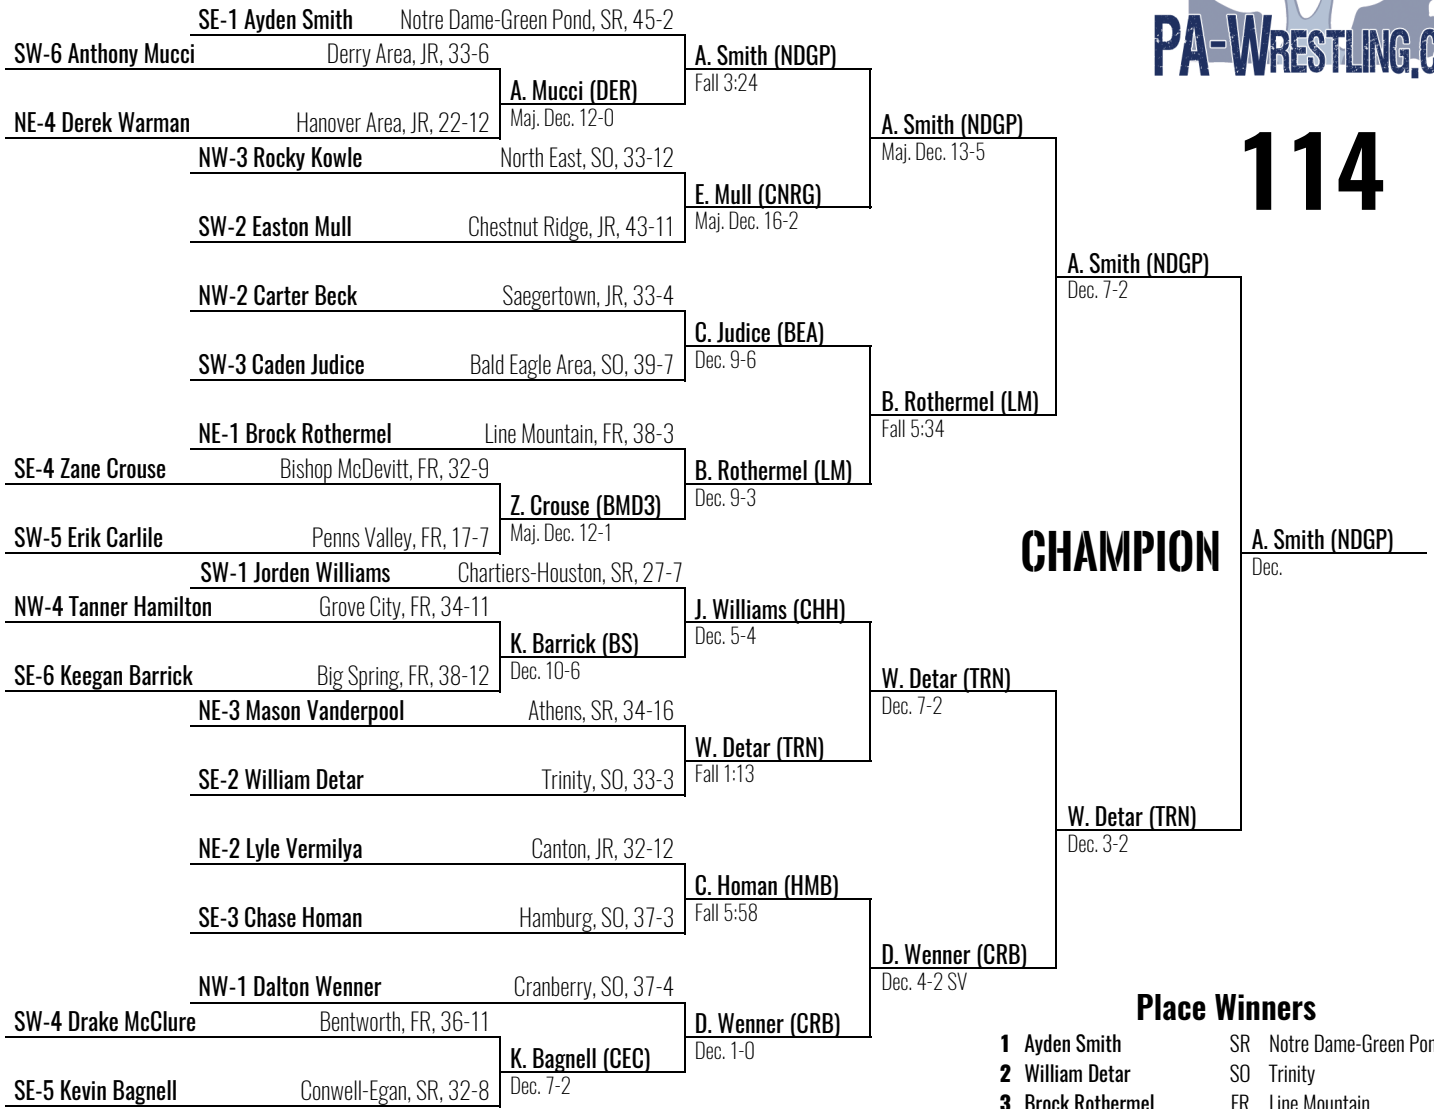 SE-1 Ayden Smith Notre Dame-Green Pond, SR, 45-2
SW-6 Anthony Mucci Derry Area, JR, 33-6
A. Smith (NDGP)
Fall 3:24
PA-WRESTLING.C
A. Mucci (DER)
Maj. Dec. 12-0
NE-4 Derek Warman Hanover Area, JR, 22-12
A. Smith (NDGP)
Maj. Dec. 13-5
114
NW-3 Rocky Kowle North East, SO, 33-12
E. Mull (CNRG)
Maj. Dec. 16-2
SW-2 Easton Mull Chestnut Ridge, JR, 43-11
A. Smith (NDGP)
Dec. 7-2
NW-2 Carter Beck Saegertown, JR, 33-4
C. Judice (BEA)
Dec. 9-6
SW-3 Caden Judice Bald Eagle Area, SO, 39-7
B. Rothermel (LM)
Fall 5:34
NE-1 Brock Rothermel Line Mountain, FR, 38-3
SE-4 Zane Crouse Bishop McDevitt, FR, 32-9
B. Rothermel (LM)
Dec. 9-3
Z. Crouse (BMD3)
Maj. Dec. 12-1
SW-5 Erik Carlile Penns Valley, FR, 17-7
CHAMPION
A. Smith (NDGP)
Dec.
SW-1 Jorden Williams Chartiers-Houston, SR, 27-7
NW-4 Tanner Hamilton Grove City, FR, 34-11
J. Williams (CHH)
Dec. 5-4
K. Barrick (BS)
Dec. 10-6
SE-6 Keegan Barrick Big Spring, FR, 38-12
W. Detar (TRN)
Dec. 7-2
NE-3 Mason Vanderpool Athens, SR, 34-16
W. Detar (TRN)
Fall 1:13
SE-2 William Detar Trinity, SO, 33-3
W. Detar (TRN)
Dec. 3-2
NE-2 Lyle Vermilya Canton, JR, 32-12
C. Homan (HMB)
Fall 5:58
SE-3 Chase Homan Hamburg, SO, 37-3
D. Wenner (CRB)
Dec. 4-2 SV
NW-1 Dalton Wenner Cranberry, SO, 37-4
SW-4 Drake McClure Bentworth, FR, 36-11
D. Wenner (CRB)
Dec. 1-0
K. Bagnell (CEC)
Dec. 7-2
SE-5 Kevin Bagnell Conwell-Egan, SR, 32-8
Place Winners
1 Ayden Smith SR Notre Dame-Green Pon
2 William Detar SO Trinity
3 Brock Rothermel FR Line Mountain